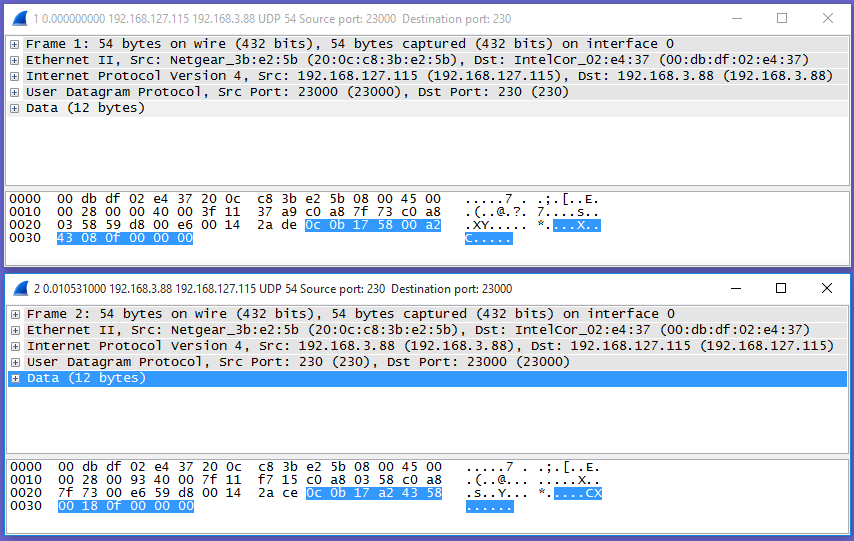 1 0.000000000 192.168.127.115 192.168.3.88 UDP 54 Source port: 23000  Destination port: 230
Frame 1: 54 bytes on wire (432 bits), 54 bytes captured (432 bits) on interface 0
Ethernet II, Src: Netgear_3b:e2:5b (20:0c:c8:3b:e2:5b), Dst: IntelCor_02:e4:37 (00:db:df:02:e4:37)
Internet Protocol Version 4, Src: 192.168.127.115 (192.168.127.115), Dst: 192.168.3.88 (192.168.3.88)
User Datagram Protocol, Src Port: 23000 (23000), Dst Port: 230 (230)
Data (12 bytes)
0000  00 db df 02 e4 37 20 0c  c8 3b e2 5b 08 00 45 00   .....7 . .;.[..E.
0010  00 28 00 00 40 00 3f 11  37 a9 c0 a8 7f 73 c0 a8   .(..@.?. 7....s..
0020  03 58 59 d8 00 e6 00 14  2a de 0c 0b 17 58 00 a2   .XY..... *....X..
0030  43 08 0f 00 00 00   C.....
2 0.010531000 192.168.3.88 192.168.127.115 UDP 54 Source port: 230  Destination port: 23000
Frame 2: 54 bytes on wire (432 bits), 54 bytes captured (432 bits) on interface 0
Ethernet II, Src: Netgear_3b:e2:5b (20:0c:c8:3b:e2:5b), Dst: IntelCor_02:e4:37 (00:db:df:02:e4:37)
Internet Protocol Version 4, Src: 192.168.3.88 (192.168.3.88), Dst: 192.168.127.115 (192.168.127.115)
User Datagram Protocol, Src Port: 230 (230), Dst Port: 23000 (23000)
Data (12 bytes)
0000  00 db df 02 e4 37 20 0c  c8 3b e2 5b 08 00 45 00   .....7 . .;.[..E.
0010  00 28 00 93 40 00 7f 11  f7 15 c0 a8 03 58 c0 a8   .(..@... .....X..
0020  7f 73 00 e6 59 d8 00 14  2a ce 0c 0b 17 a2 43 58   .s..Y... *.....CX
0030  00 18 0f 00 00 00   ......